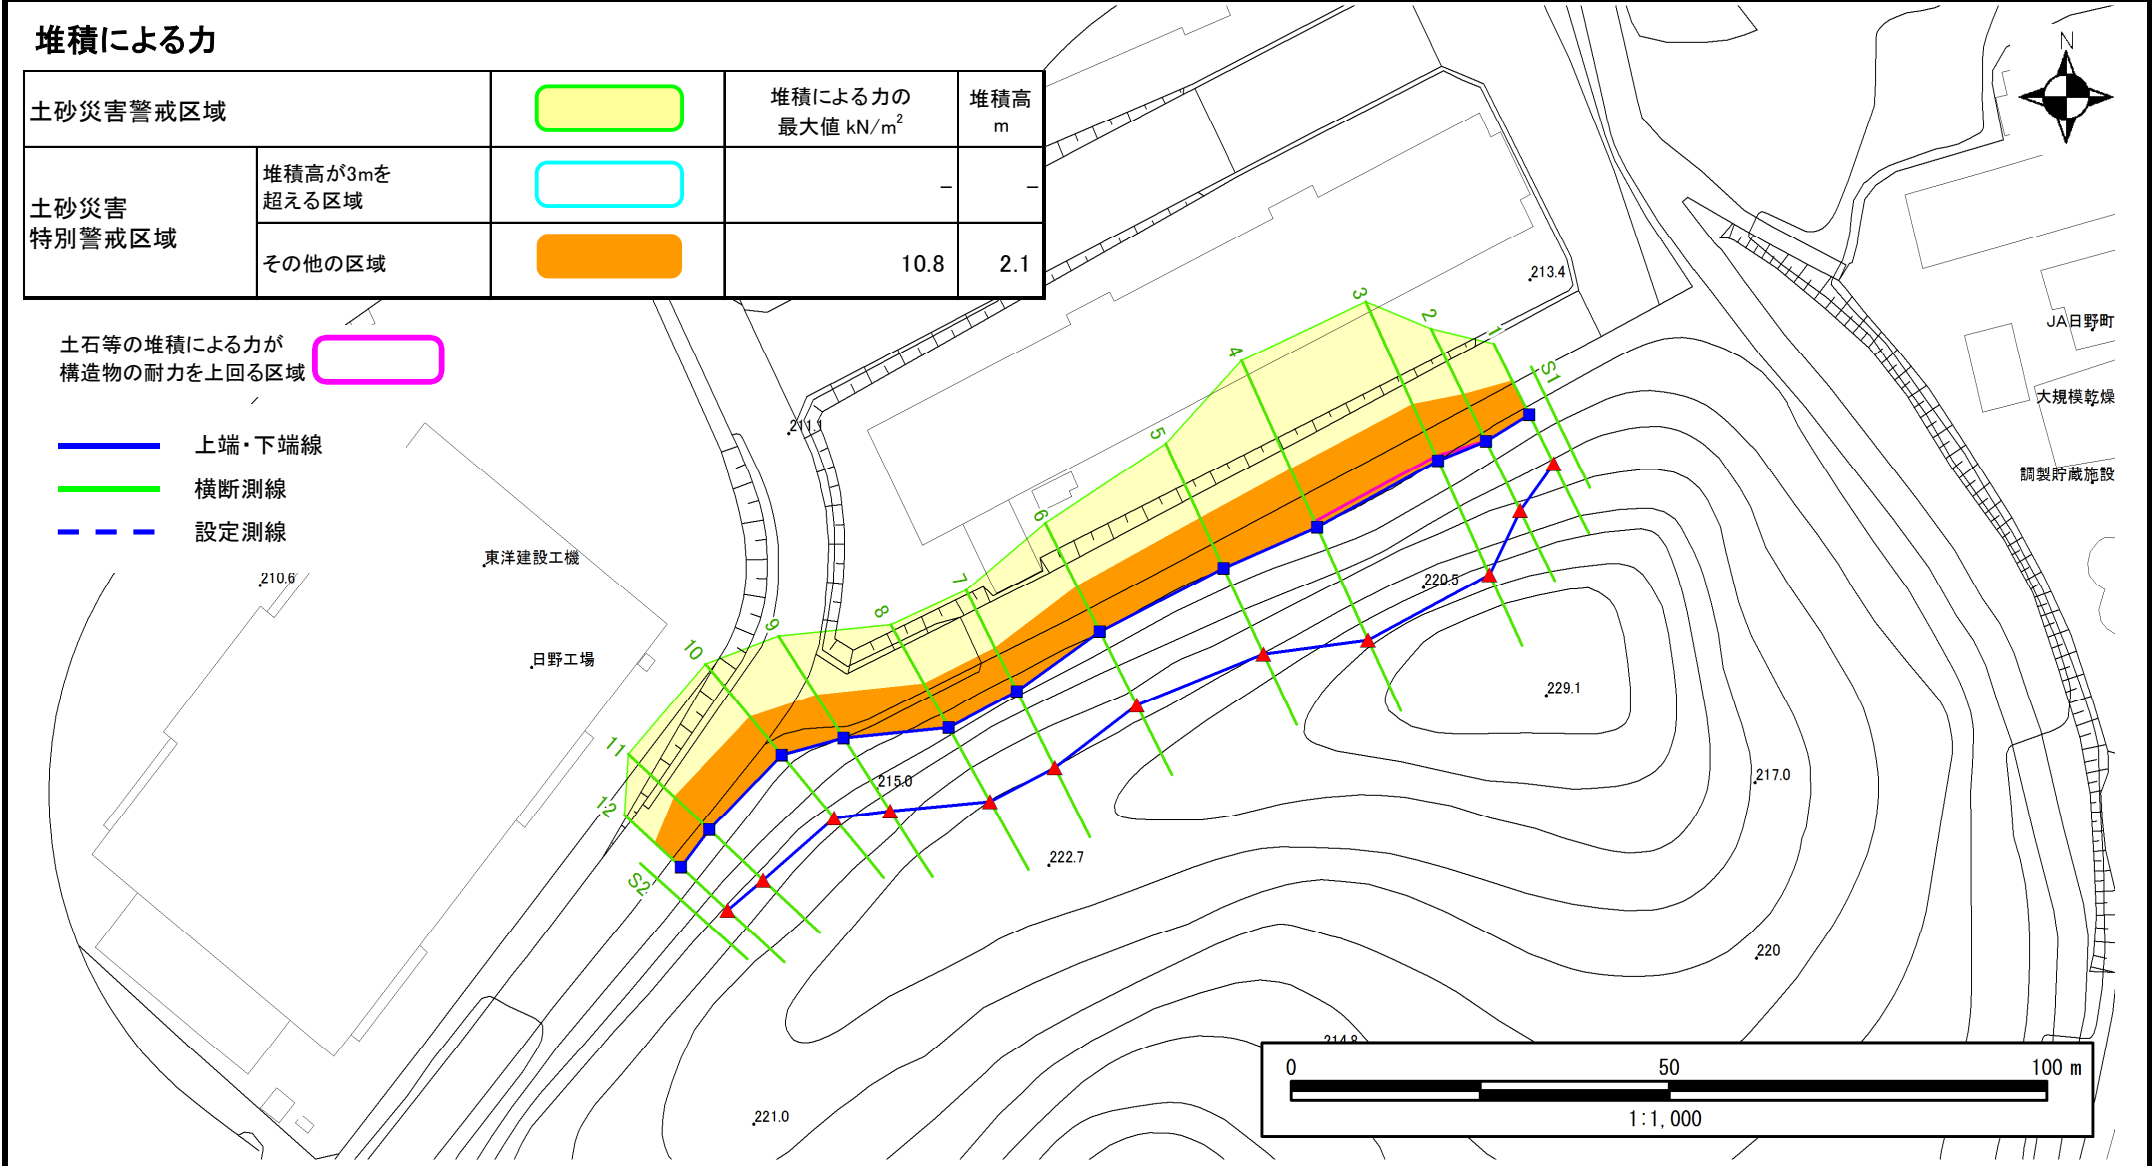 堆積による力
土砂災害警戒区域
堆積による力の
最大値 kN/m²
堆積高
m
土砂災害
特別警戒区域
堆積高が3mを
超える区域
-
-
その他の区域
10.8
2.1
土石等の堆積による力が
構造物の耐力を上回る区域
上端・下端線
横断測線
設定測線
N
213.4
JA日野町
大規模乾燥
調製貯蔵施設
211.1
210.6
東洋建設工機
日野工場
220.5
229.1
215.0
217.0
222.7
220
214.8
221.0
S1
1
2
3
4
5
6
7
8
9
10
11
12
S2
0
50
100 m
1:1,000